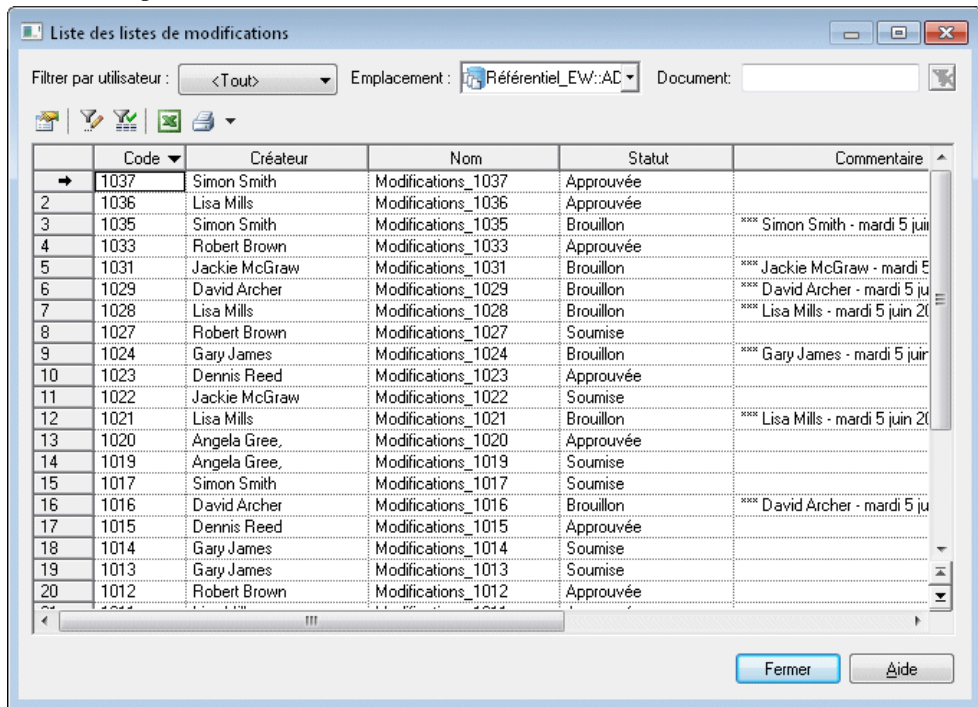 Liste des listes de modifications
Filtrer par utilisateur : <Tout> Emplacement : Référentiel_EW::AD Document:
Code Créateur Nom Statut Commentaire
1037 Simon Smith Modifications_1037 Approuvée
2 1036 Lisa Mills Modifications_1036 Approuvée
3 1035 Simon Smith Modifications_1035 Brouillon *** Simon Smith - mardi 5 juin
4 1033 Robert Brown Modifications_1033 Approuvée
5 1031 Jackie McGraw Modifications_1031 Brouillon *** Jackie McGraw - mardi 5
6 1029 David Archer Modifications_1029 Brouillon *** David Archer - mardi 5 ju
7 1028 Lisa Mills Modifications_1028 Brouillon *** Lisa Mills - mardi 5 juin 20
8 1027 Robert Brown Modifications_1027 Soumise
9 1024 Gary James Modifications_1024 Brouillon *** Gary James - mardi 5 juin
10 1023 Dennis Reed Modifications_1023 Approuvée
11 1022 Jackie McGraw Modifications_1022 Soumise
12 1021 Lisa Mills Modifications_1021 Brouillon *** Lisa Mills - mardi 5 juin 20
13 1020 Angela Gree, Modifications_1020 Approuvée
14 1019 Angela Gree, Modifications_1019 Soumise
15 1017 Simon Smith Modifications_1017 Soumise
16 1016 David Archer Modifications_1016 Brouillon *** David Archer - mardi 5 ju
17 1015 Dennis Reed Modifications_1015 Approuvée
18 1014 Gary James Modifications_1014 Soumise
19 1013 Gary James Modifications_1013 Soumise
20 1012 Robert Brown Modifications_1012 Approuvée
Fermer Aide